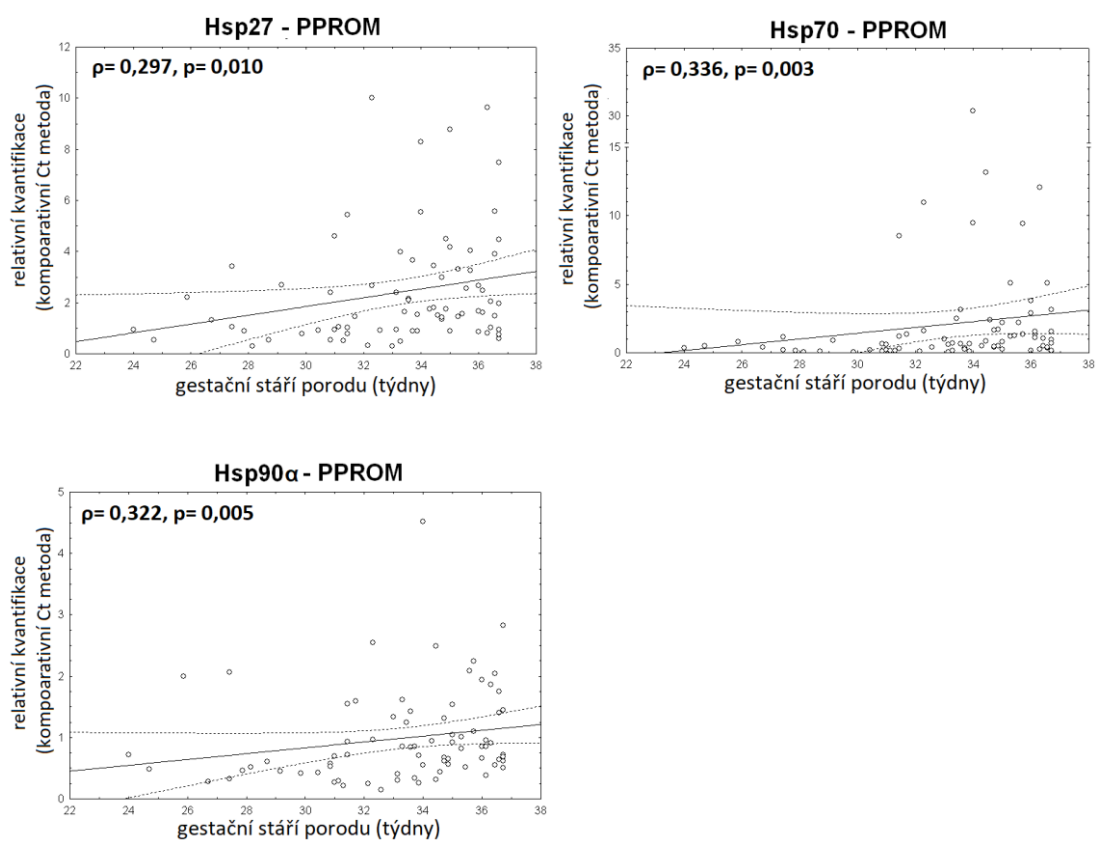 Hsp27 - PPROM
ρ= 0,297, p= 0,010
relativní kvantifikace
(kompoarativní Ct metoda)
12
10
8
6
4
2
0
22 24 26 28 30 32 34 36 38
gestační stáří porodu (týdny)
Hsp70 - PPROM
ρ= 0,336, p= 0,003
relativní kvantifikace
(kompoarativní Ct metoda)
35
30
15
10
5
0
22 24 26 28 30 32 34 36 38
gestační stáří porodu (týdny)
Hsp90α - PPROM
ρ= 0,322, p= 0,005
relativní kvantifikace
(kompoarativní Ct metoda)
5
4
3
2
1
0
22 24 26 28 30 32 34 36 38
gestační stáří porodu (týdny)